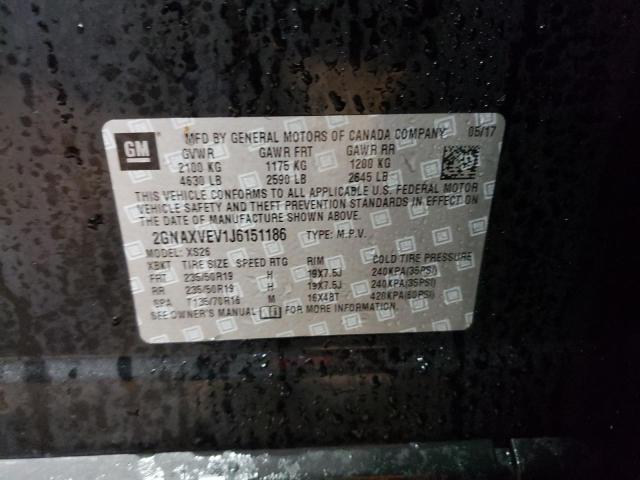 GM MFD BY GENERAL MOTORS OF CANADA COMPANY 05/17
GVWR GAWR FRT GAWR RR
2100 KG 1175 KG 1200 KG
4630 LB 2590 LB 2645 LB
THIS VEHICLE CONFORMS TO ALL APPLICABLE U.S. FEDERAL MOTOR
VEHICLE SAFETY AND THEFT PREVENTION STANDARDS IN EFFECT ON
THE DATE OF MANUFACTURE SHOWN ABOVE.
2GNAXVEV1J6151186 TYPE: M.P.V.
MODEL: XS26
XBKT TIRE SIZE SPEED RTG RIM COLD TIRE PRESSURE
FRT 235/50R19 H 19X7.5J 240KPA(35PSI)
RR 235/50R19 H 19X7.5J 240KPA(35PSI)
SPA T135/70R16 M 16X4BT 420KPA(60PSI)
SEE OWNER'S MANUAL FOR MORE INFORMATION.